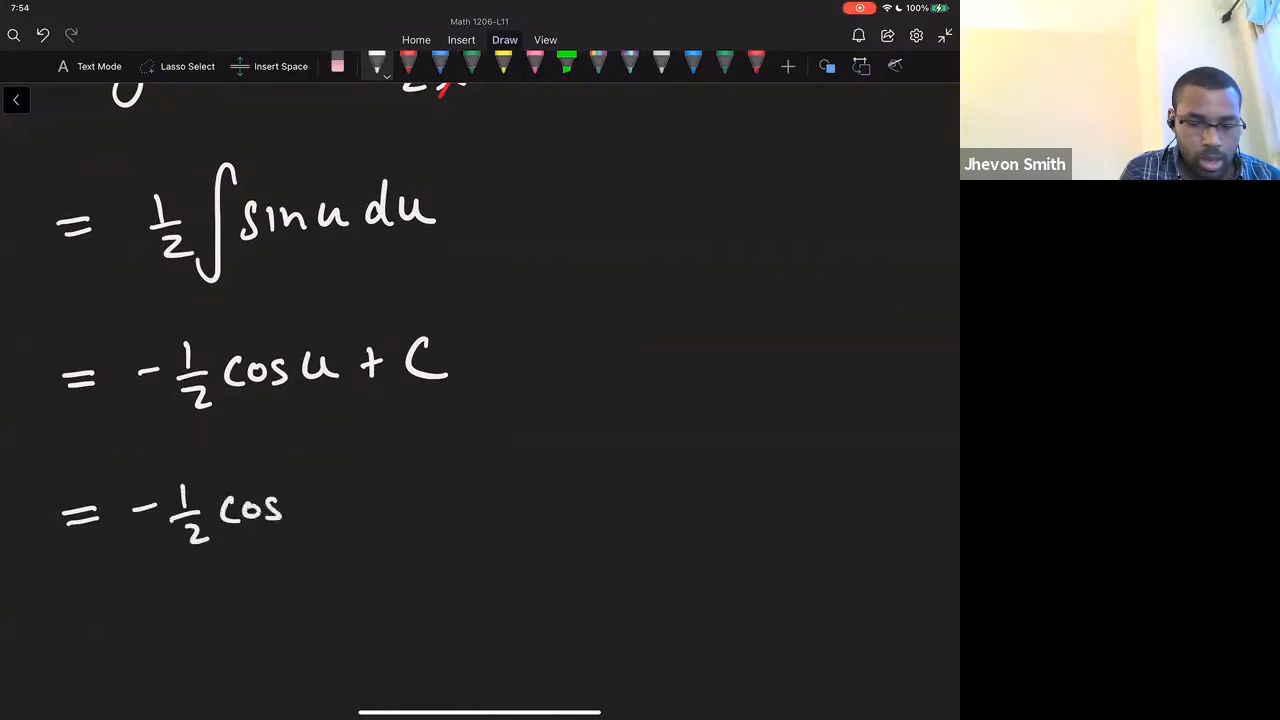 7:54
100%
Math 1206-L11
Home Insert Draw View
Text Mode Lasso Select Insert Space
= 1/2 ∫ sin u du
= - 1/2 cos u + C
= - 1/2 cos
Jhevon Smith